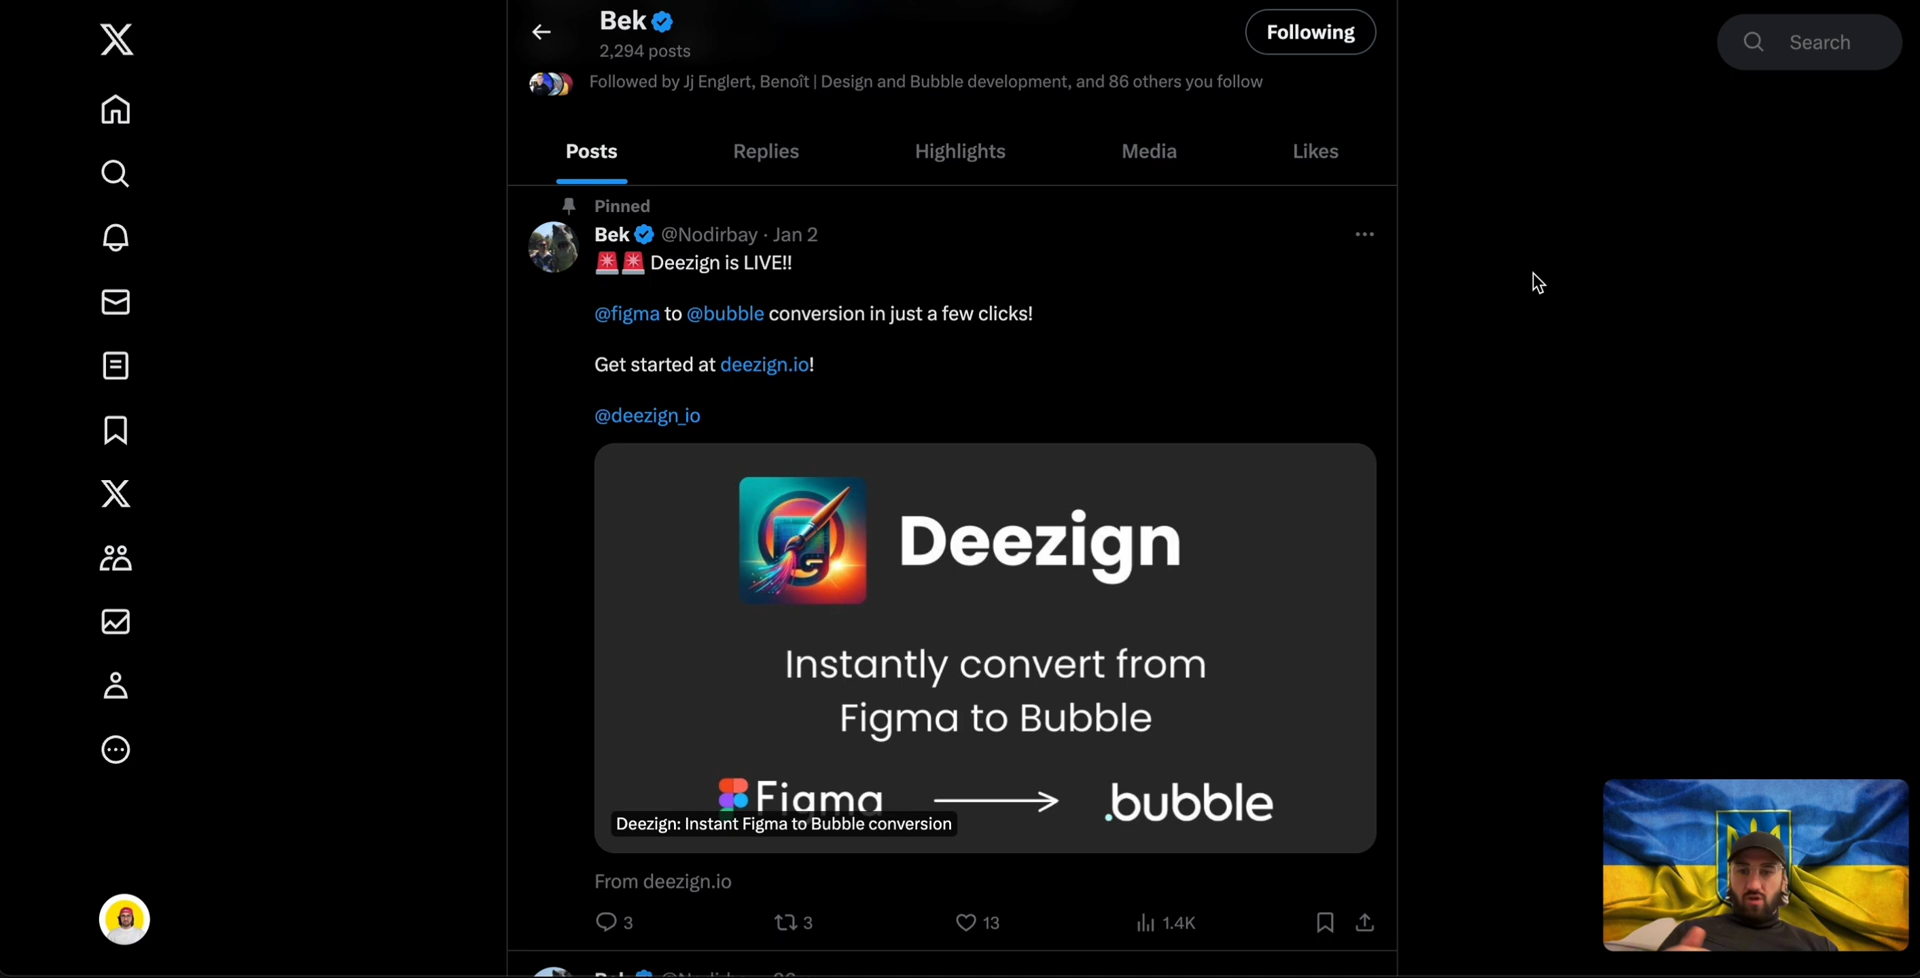 Bek
2,294 posts
Following
Search
Followed by Jj Englert, Benoît | Design and Bubble development, and 86 others you follow
Posts
Replies
Highlights
Media
Likes
Pinned
Bek @Nodirbay · Jan 2
🚨🚨 Deezign is LIVE!!
@figma to @bubble conversion in just a few clicks!
Get started at deezign.io!
@deezign_io
Deezign
Instantly convert from
Figma to Bubble
Figma
.bubble
Deezign: Instant Figma to Bubble conversion
From deezign.io
3
3
13
1.4K